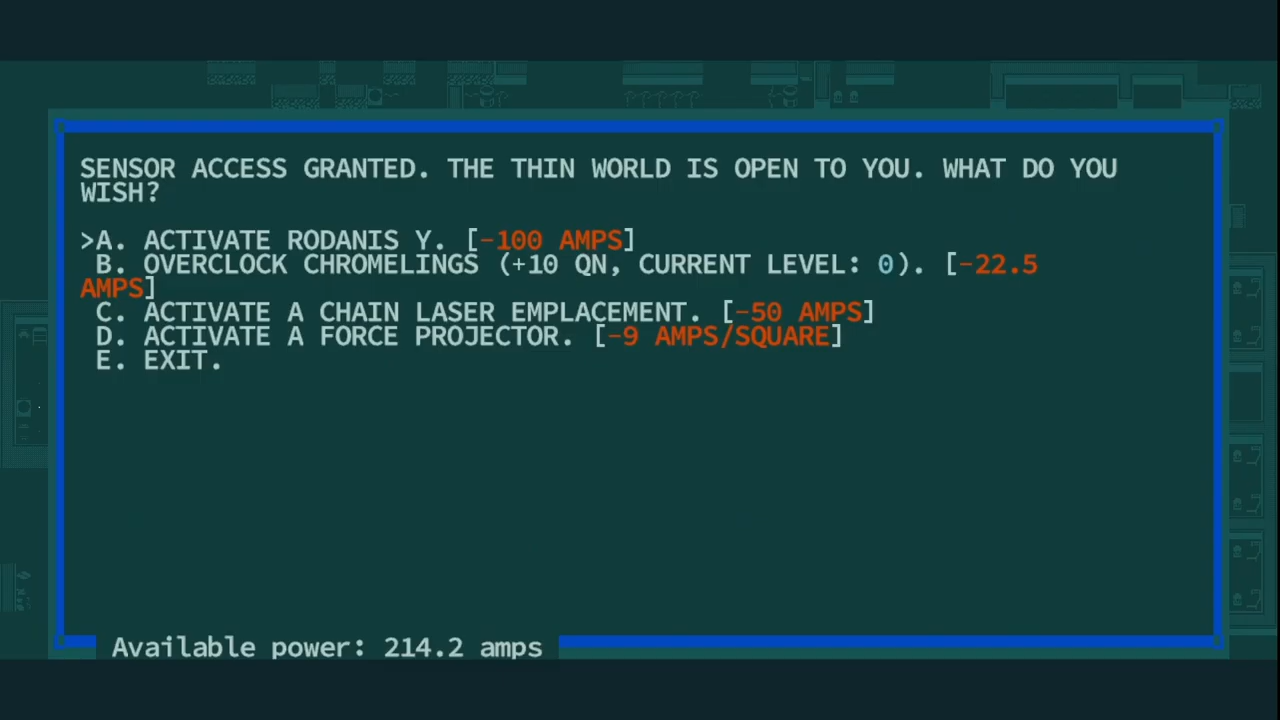 SENSOR ACCESS GRANTED. THE THIN WORLD IS OPEN TO YOU. WHAT DO YOU
WISH?
>A. ACTIVATE RODANIS Y. [-100 AMPS]
B. OVERCLOCK CHROMELINGS (+10 QN, CURRENT LEVEL: 0). [-22.5
AMPS]
C. ACTIVATE A CHAIN LASER EMPLACEMENT. [-50 AMPS]
D. ACTIVATE A FORCE PROJECTOR. [-9 AMPS/SQUARE]
E. EXIT.
Available power: 214.2 amps